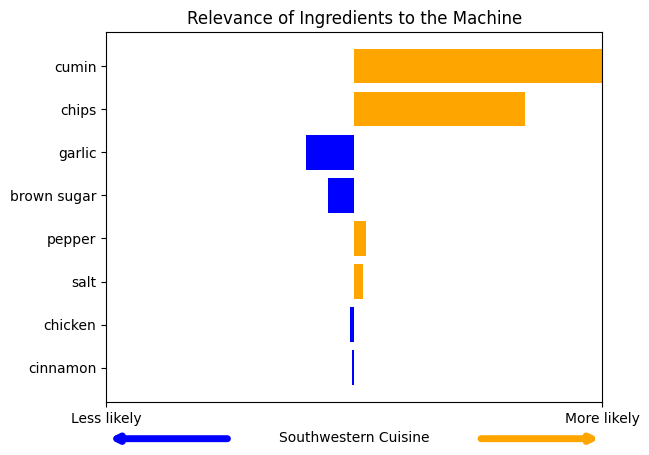 Relevance of Ingredients to the Machine
cumin
chips
garlic
brown sugar
pepper
salt
chicken
cinnamon
Less likely
More likely
Southwestern Cuisine